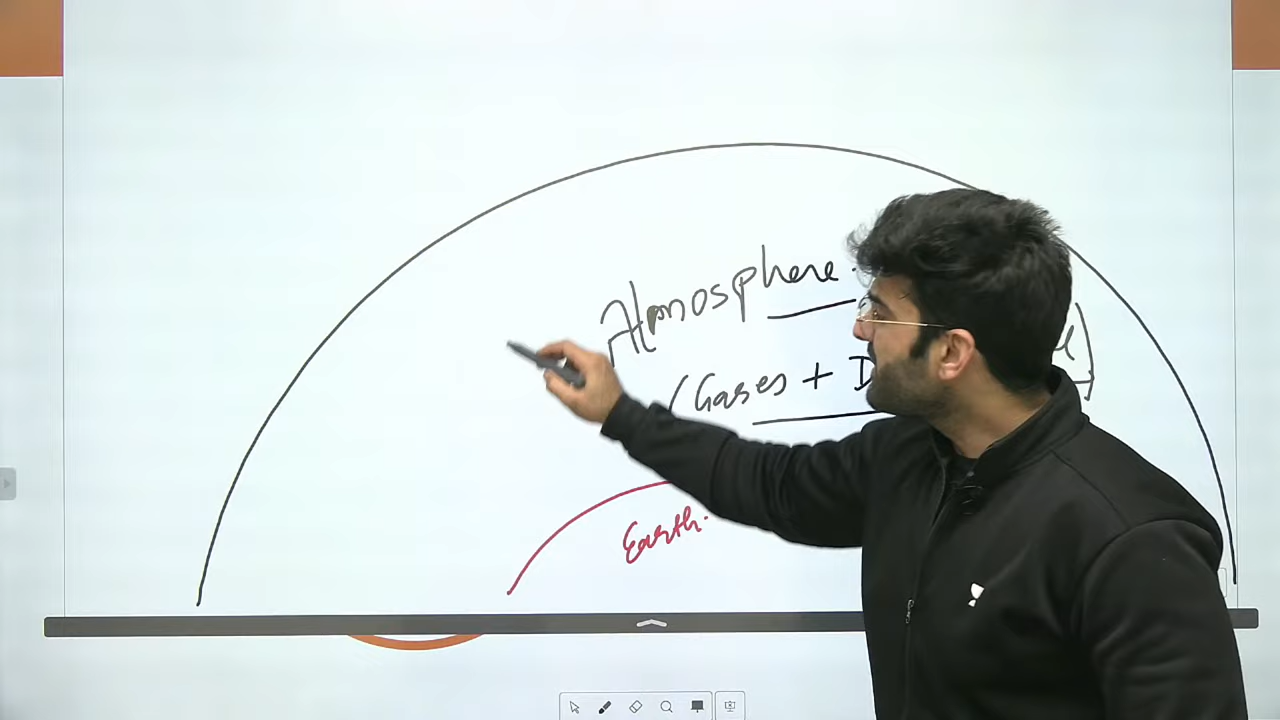 Atmosphere.
(Gases + D
Earth.